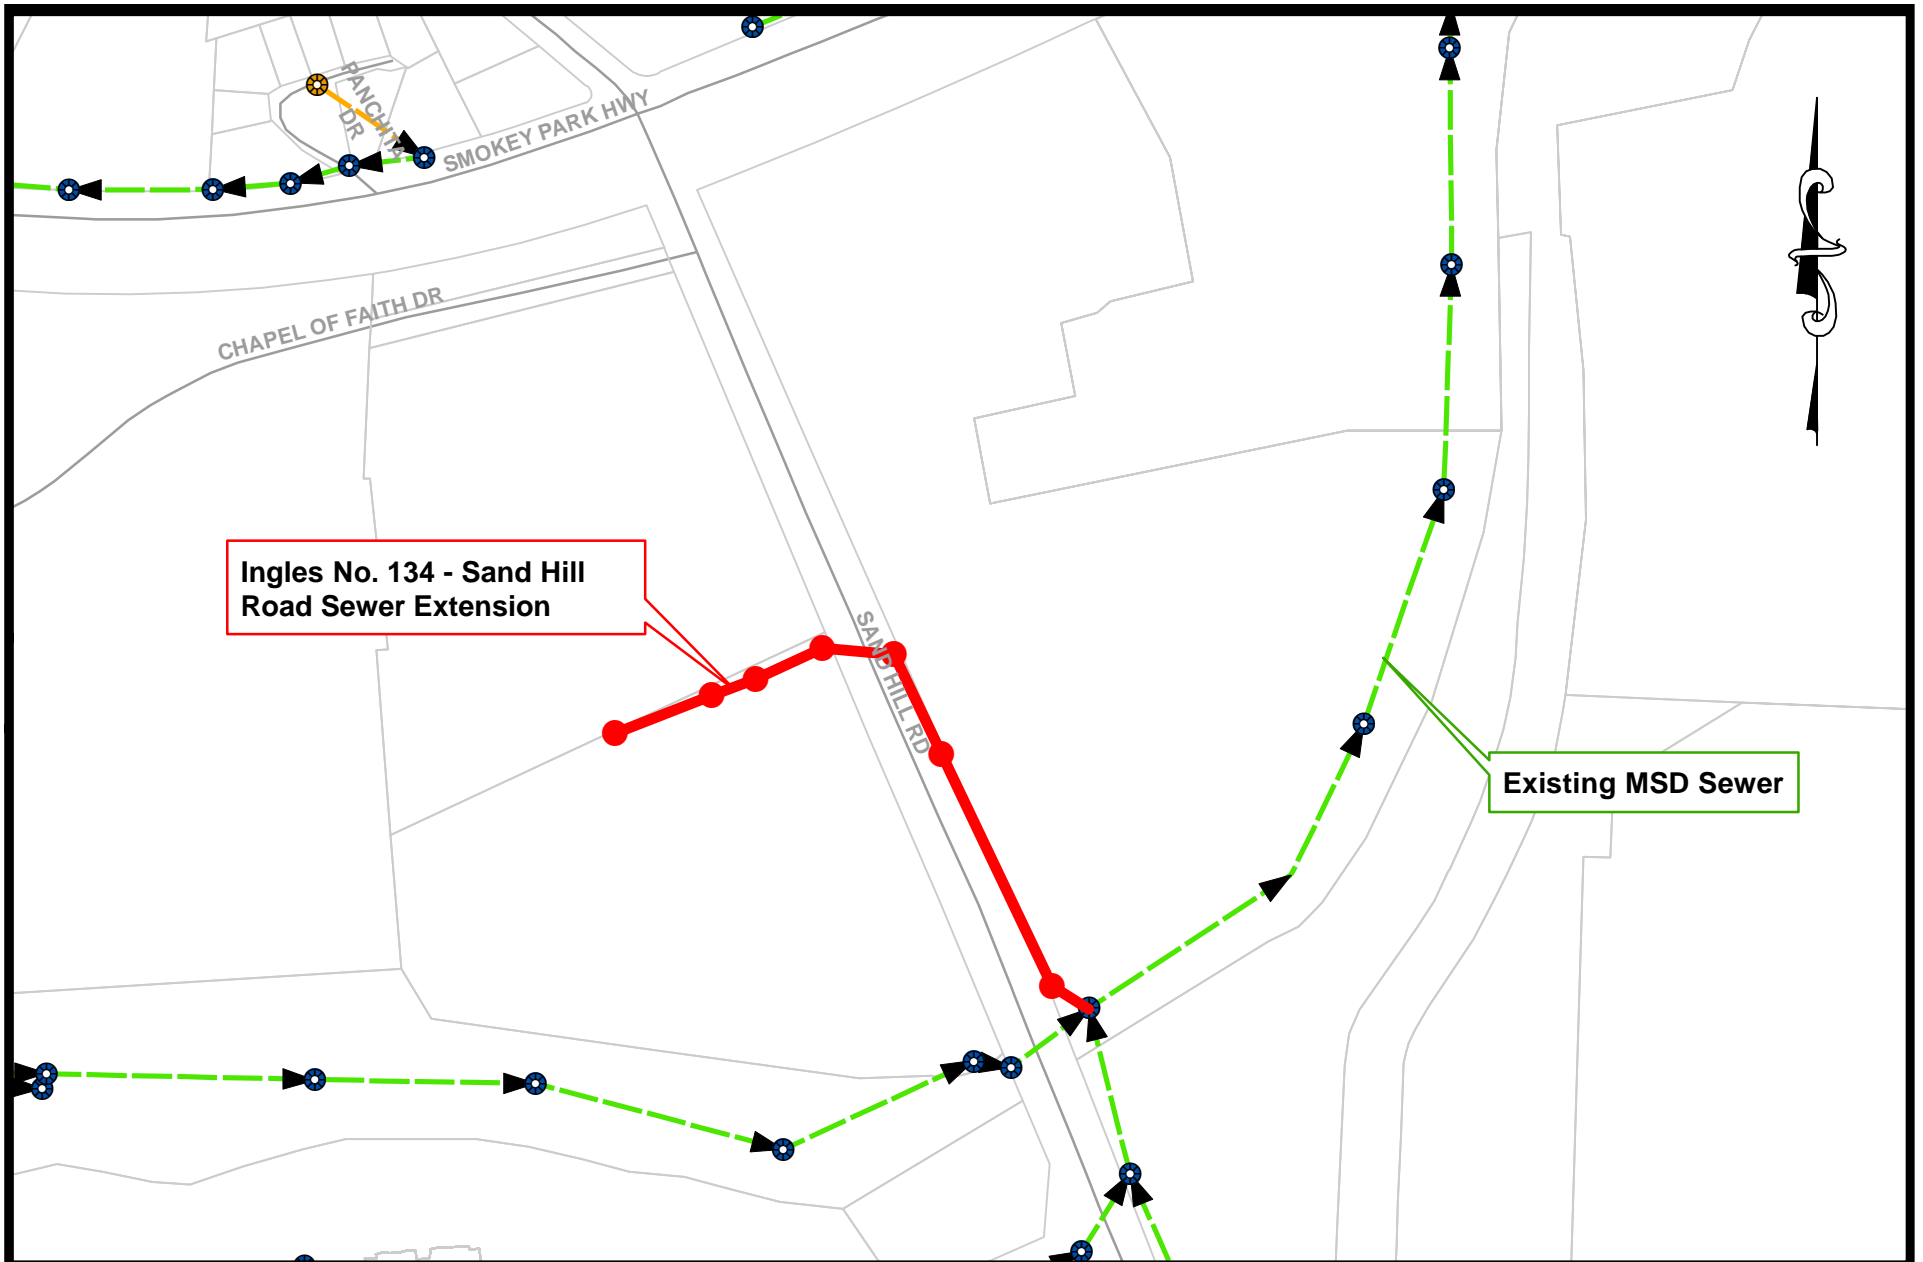 PANCHITA
DR
SMOKEY PARK HWY
CHAPEL OF FAITH DR
Ingles No. 134 - Sand Hill
Road Sewer Extension
SAND HILL RD
Existing MSD Sewer